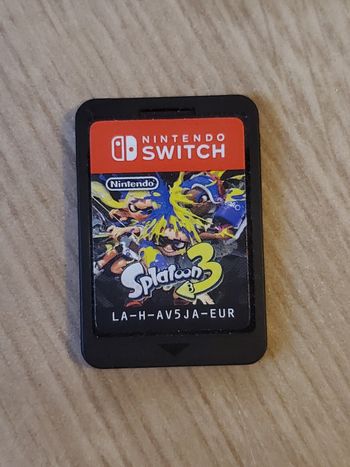 NINTENDO
SWITCH
Nintendo
Splatoon 3
LA-H-AV5JA-EUR